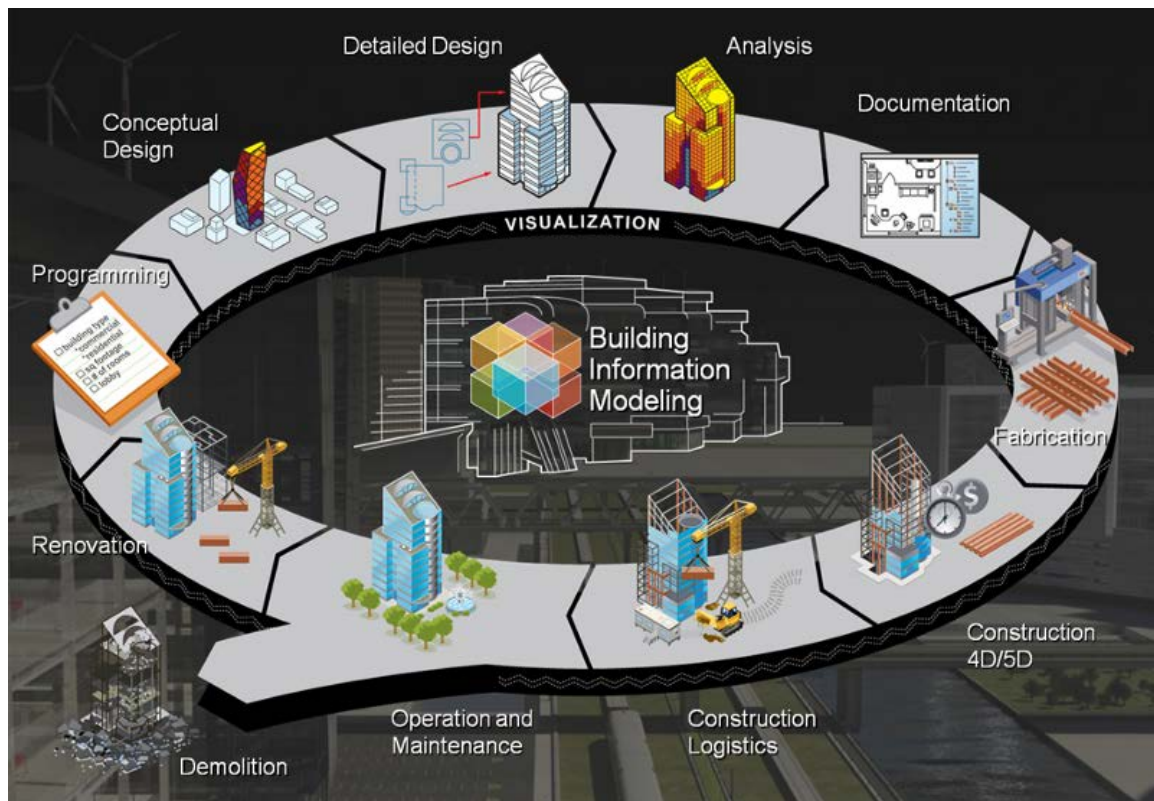 Detailed Design
Analysis
Documentation
Conceptual
Design
VISUALIZATION
Programming
building type
*commercial
*residential
sq footage
# of rooms
lobby
Building
Information
Modeling
Fabrication
$
Renovation
Construction
4D/5D
Operation and
Maintenance
Construction
Logistics
Demolition